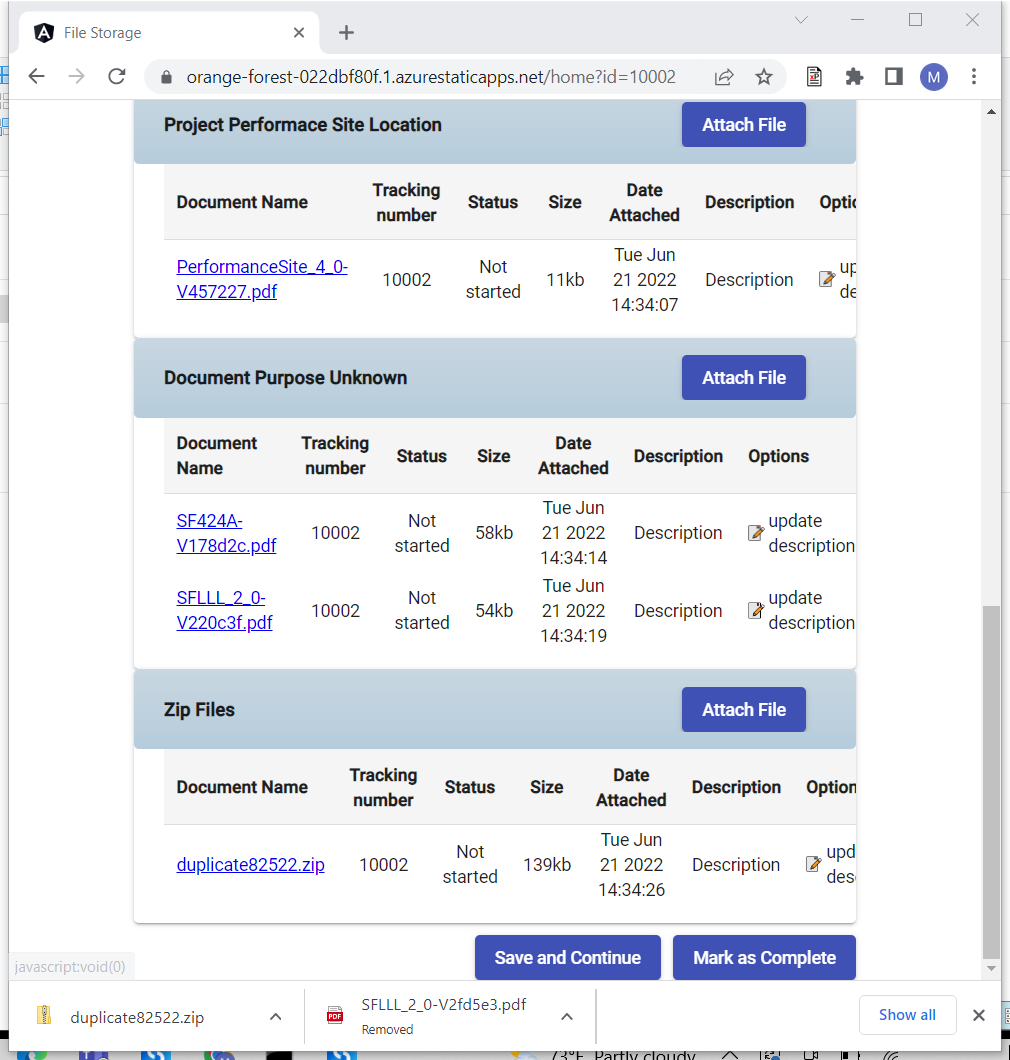 File Storage
orange-forest-022dbf80f.1.azurestaticapps.net/home?id=10002
M
Project Performace Site Location
Attach File
Document Name
Tracking number
Status
Size
Date Attached
Description
Optic
PerformanceSite_4_0-
V457227.pdf
10002
Not started
11kb
Tue Jun 21 2022 14:34:07
Description
up
de
Document Purpose Unknown
Attach File
Document Name
Tracking number
Status
Size
Date Attached
Description
Options
SF424A-
V178d2c.pdf
10002
Not started
58kb
Tue Jun 21 2022 14:34:14
Description
update description
SFLLL_2_0-
V220c3f.pdf
10002
Not started
54kb
Tue Jun 21 2022 14:34:19
Description
update description
Zip Files
Attach File
Document Name
Tracking number
Status
Size
Date Attached
Description
Option
duplicate82522.zip
10002
Not started
139kb
Tue Jun 21 2022 14:34:26
Description
upd
des
Save and Continue
Mark as Complete
javascript:void(0)
duplicate82522.zip
PDF
SFLLL_2_0-V2fd5e3.pdf
Removed
Show all
73°F Partly cloudy